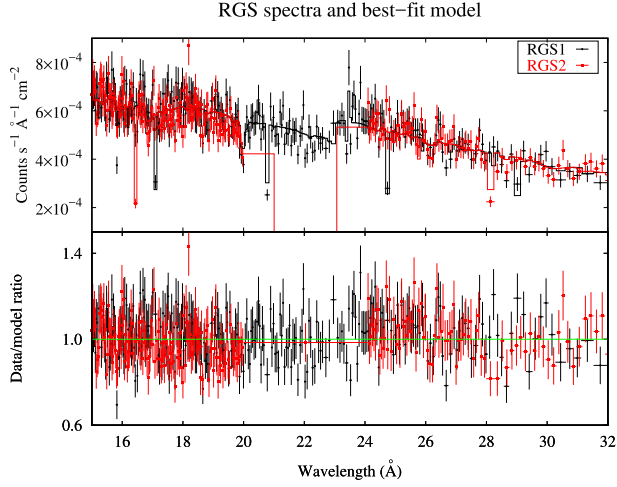 RGS spectra and best−fit model
RGS1
RGS2
8×10⁻⁴
6×10⁻⁴
4×10⁻⁴
2×10⁻⁴
Counts s⁻¹ Å⁻¹ cm⁻²
1.4
1.0
0.6
Data/model ratio
16 18 20 22 24 26 28 30 32
Wavelength (Å)